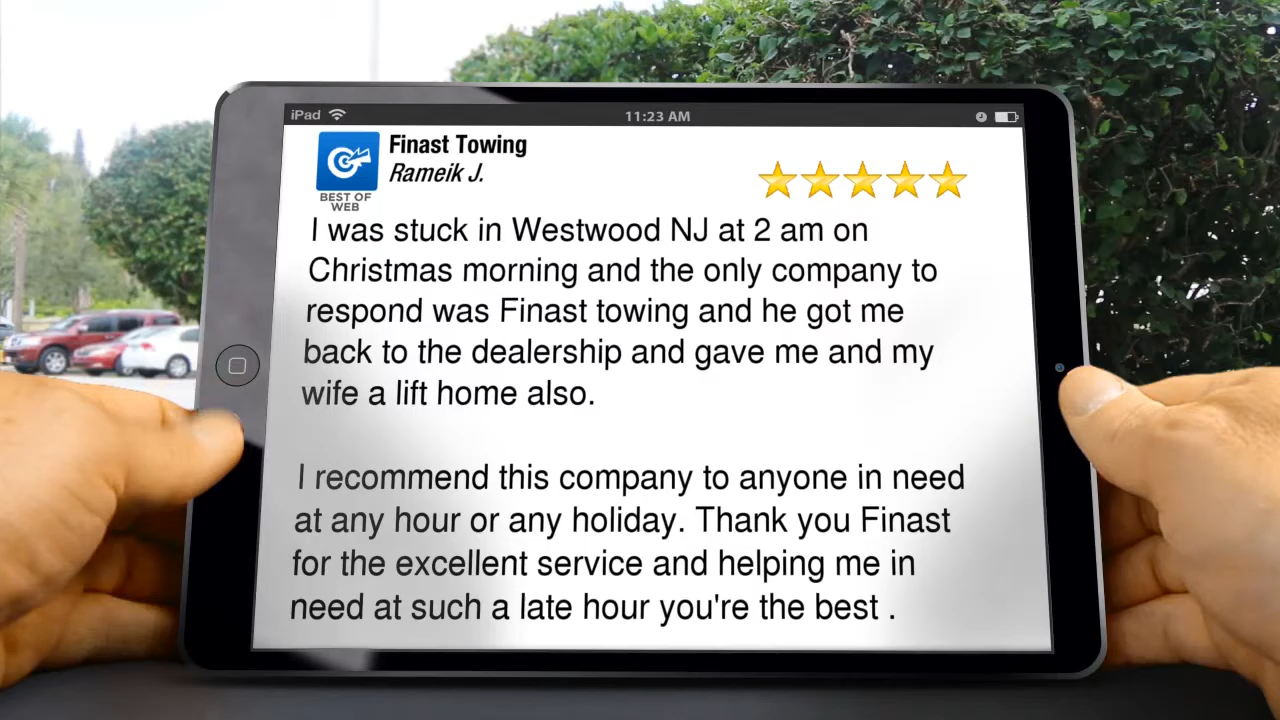 iPad 11:23 AM
Finast Towing
Rameik J.
BEST OF
WEB
I was stuck in Westwood NJ at 2 am on
Christmas morning and the only company to
respond was Finast towing and he got me
back to the dealership and gave me and my
wife a lift home also.
I recommend this company to anyone in need
at any hour or any holiday. Thank you Finast
for the excellent service and helping me in
need at such a late hour you're the best .